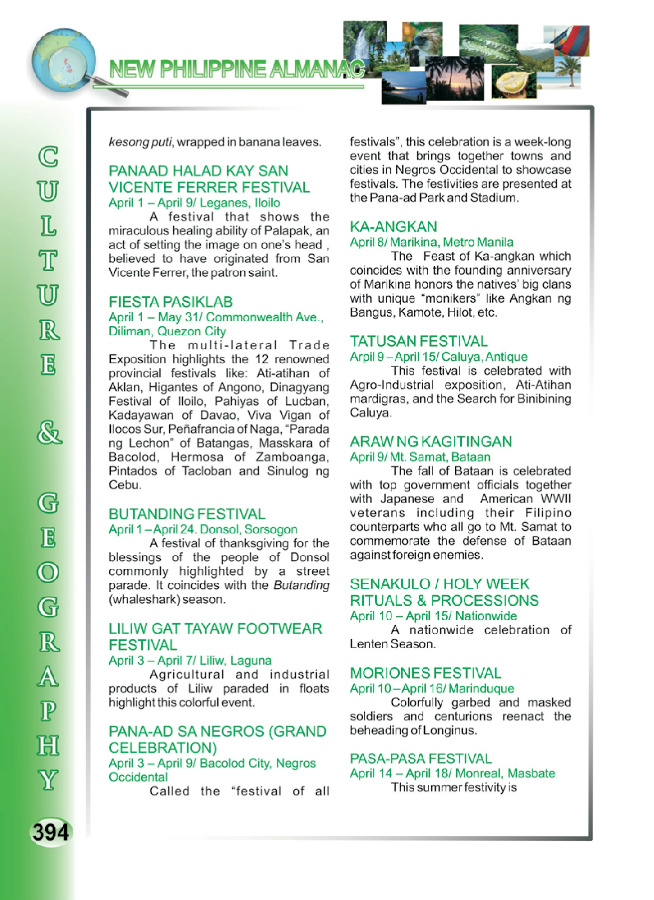 NEW PHILIPPINE ALMANAC
CULTURE & GEOGRAPHY
394
kesong puti, wrapped in banana leaves.
PANAAD HALAD KAY SAN
VICENTE FERRER FESTIVAL
April 1 – April 9/ Leganes, Iloilo
A festival that shows the
miraculous healing ability of Palapak, an
act of setting the image on one's head ,
believed to have originated from San
Vicente Ferrer, the patron saint.
FIESTA PASIKLAB
April 1 – May 31/ Commonwealth Ave.,
Diliman, Quezon City
The multi-lateral Trade
Exposition highlights the 12 renowned
provincial festivals like: Ati-atihan of
Aklan, Higantes of Angono, Dinagyang
Festival of Iloilo, Pahiyas of Lucban,
Kadayawan of Davao, Viva Vigan of
Ilocos Sur, Peñafrancia of Naga, “Parada
ng Lechon” of Batangas, Masskara of
Bacolod, Hermosa of Zamboanga,
Pintados of Tacloban and Sinulog ng
Cebu.
BUTANDING FESTIVAL
April 1 – April 24. Donsol, Sorsogon
A festival of thanksgiving for the
blessings of the people of Donsol
commonly highlighted by a street
parade. It coincides with the Butanding
(whaleshark) season.
LILIW GAT TAYAW FOOTWEAR
FESTIVAL
April 3 – April 7/ Liliw, Laguna
Agricultural and industrial
products of Liliw paraded in floats
highlight this colorful event.
PANA-AD SA NEGROS (GRAND
CELEBRATION)
April 3 – April 9/ Bacolod City, Negros
Occidental
Called the “festival of all
festivals”, this celebration is a week-long
event that brings together towns and
cities in Negros Occidental to showcase
festivals. The festivities are presented at
the Pana-ad Park and Stadium.
KA-ANGKAN
April 8/ Marikina, Metro Manila
The Feast of Ka-angkan which
coincides with the founding anniversary
of Marikina honors the natives' big clans
with unique “monikers” like Angkan ng
Bangus, Kamote, Hilot, etc.
TATUSAN FESTIVAL
Arpil 9 – April 15/ Caluya, Antique
This festival is celebrated with
Agro-Industrial exposition, Ati-Atihan
mardigras, and the Search for Binibining
Caluya.
ARAW NG KAGITINGAN
April 9/ Mt. Samat, Bataan
The fall of Bataan is celebrated
with top government officials together
with Japanese and American WWII
veterans including their Filipino
counterparts who all go to Mt. Samat to
commemorate the defense of Bataan
against foreign enemies.
SENAKULO / HOLY WEEK
RITUALS & PROCESSIONS
April 10 – April 15/ Nationwide
A nationwide celebration of
Lenten Season.
MORIONES FESTIVAL
April 10 – April 16/ Marinduque
Colorfully garbed and masked
soldiers and centurions reenact the
beheading of Longinus.
PASA-PASA FESTIVAL
April 14 – April 18/ Monreal, Masbate
This summer festivity is